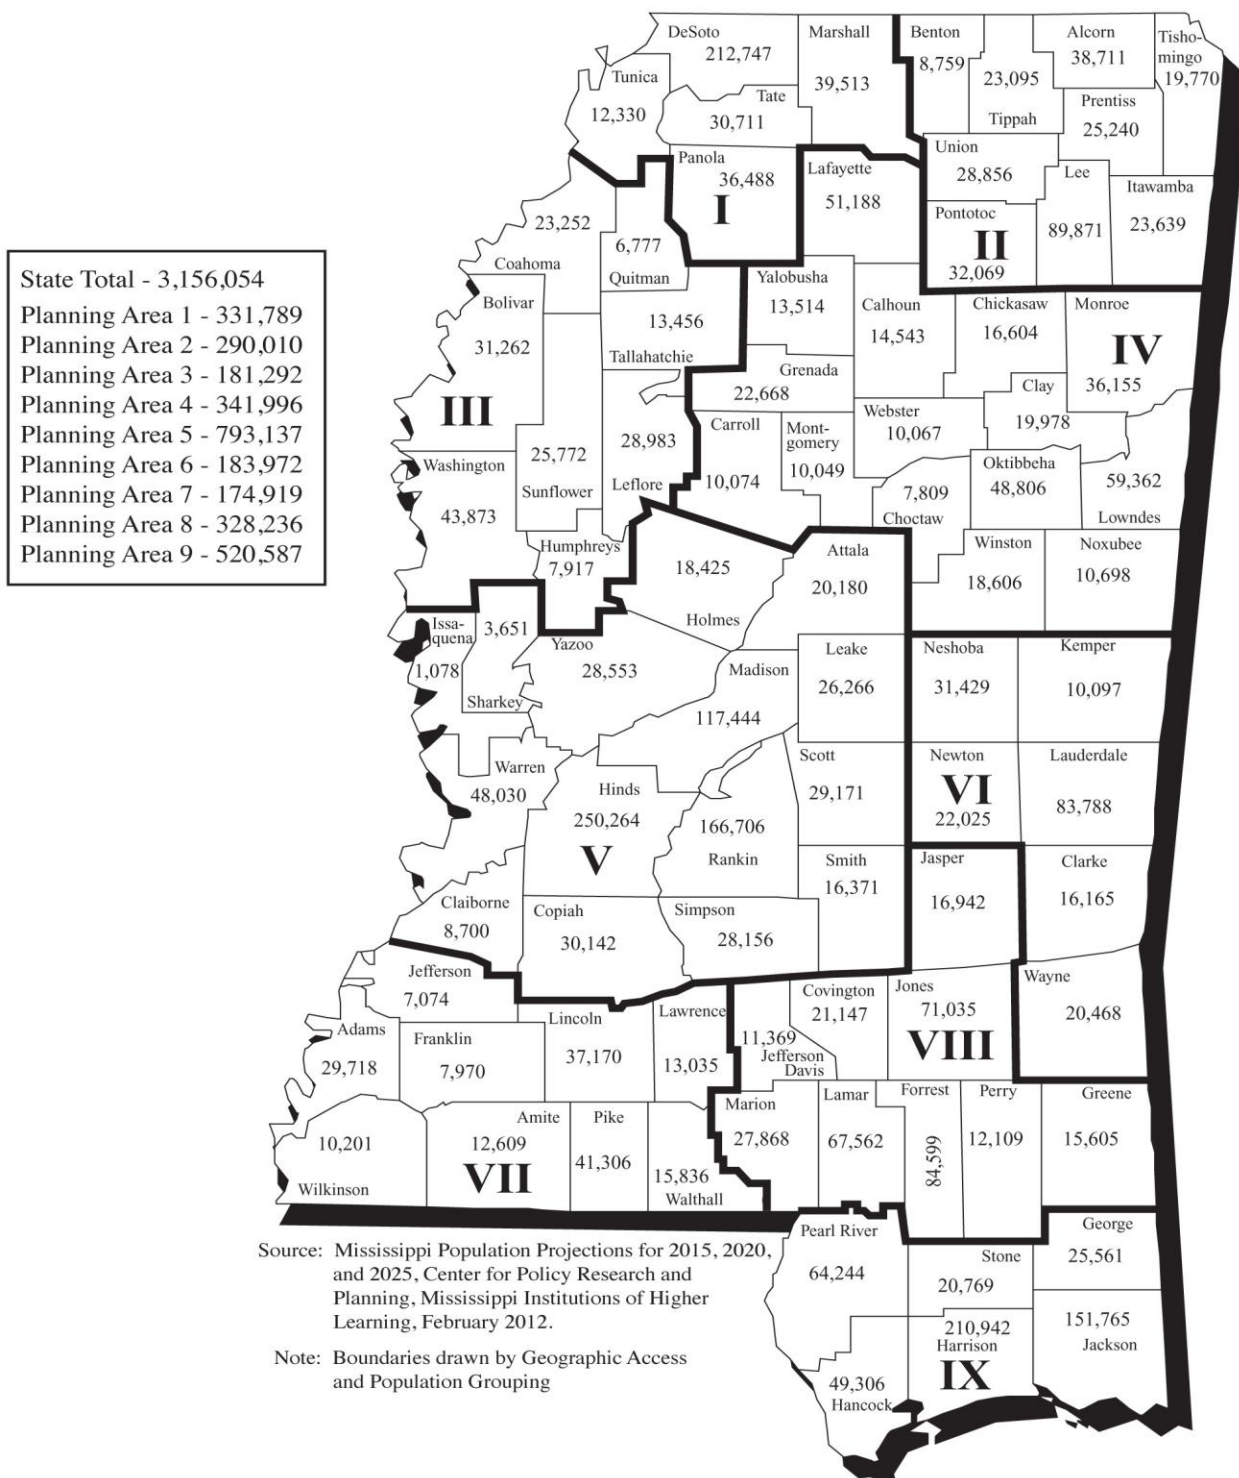 DeSoto
212,747
Marshall
39,513
Benton
8,759
23,095
Tippah
Alcorn
38,711
Tisho-
mingo
19,770
Tunica
12,330
Tate
30,711
Prentiss
25,240
Panola
36,488
I
Lafayette
51,188
Union
28,856
Lee
89,871
Itawamba
23,639
Pontotoc
II
32,069
23,252
Coahoma
6,777
Quitman
State Total - 3,156,054
Planning Area 1 - 331,789
Planning Area 2 - 290,010
Planning Area 3 - 181,292
Planning Area 4 - 341,996
Planning Area 5 - 793,137
Planning Area 6 - 183,972
Planning Area 7 - 174,919
Planning Area 8 - 328,236
Planning Area 9 - 520,587
Bolivar
31,262
III
13,456
Tallahatchie
Yalobusha
13,514
Calhoun
14,543
Chickasaw
16,604
Monroe
IV
36,155
Grenada
22,668
Clay
19,978
Webster
10,067
Washington
43,873
25,772
Sunflower
28,983
Leflore
Carroll
10,074
Mont-
gomery
10,049
7,809
Choctaw
Oktibbeha
48,806
59,362
Lowndes
Humphreys
7,917
18,425
Holmes
Attala
20,180
Winston
18,606
Noxubee
10,698
Issa-
quena
1,078
3,651
Sharkey
Yazoo
28,553
Madison
117,444
Leake
26,266
Neshoba
31,429
Kemper
10,097
Warren
48,030
Hinds
250,264
V
166,706
Rankin
Scott
29,171
Newton
VI
22,025
Lauderdale
83,788
Smith
16,371
Jasper
16,942
Clarke
16,165
Claiborne
8,700
Copiah
30,142
Simpson
28,156
Jefferson
7,074
Adams
29,718
Franklin
7,970
Lincoln
37,170
Lawrence
13,035
11,369
Jefferson
Davis
Covington
21,147
Jones
71,035
VIII
Wayne
20,468
10,201
Wilkinson
Amite
12,609
VII
Pike
41,306
15,836
Walthall
Marion
27,868
Lamar
67,562
Forrest
84,599
Perry
12,109
Greene
15,605
Pearl River
64,244
Stone
20,769
George
25,561
210,942
Harrison
IX
151,765
Jackson
49,306
Hancock
Source: Mississippi Population Projections for 2015, 2020,
and 2025, Center for Policy Research and
Planning, Mississippi Institutions of Higher
Learning, February 2012.
Note: Boundaries drawn by Geographic Access
and Population Grouping